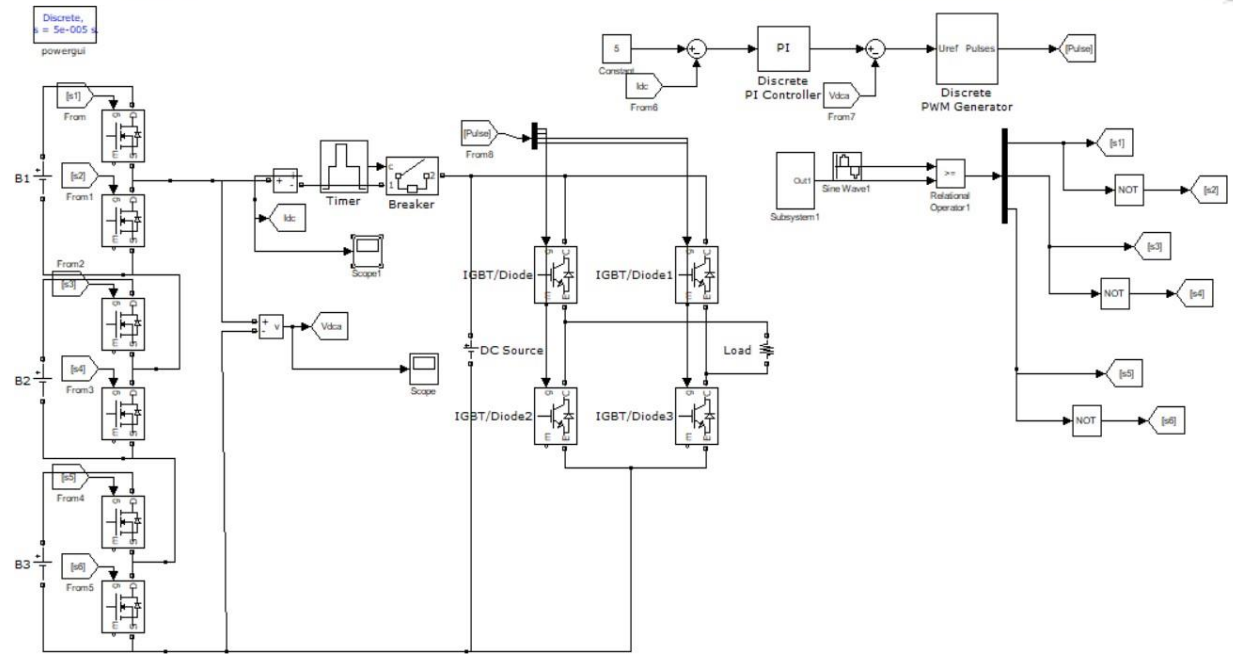 Discrete,
s = 5e-005 s.
powergui
[s1]
From
B1
[s2]
From1
From2
[s3]
B2
[s4]
From3
[s5]
From4
B3
[s6]
From5
+
-
i
Idc
Scope1
Timer
c
1
2
Breaker
+
-
v
Vdca
Scope
DC Source
[Pulse]
From8
IGBT/Diode
IGBT/Diode1
IGBT/Diode2
IGBT/Diode3
Load
5
Constant
Idc
From6
PI
Discrete
PI Controller
Vdca
From7
Uref Pulses
Discrete
PWM Generator
[Pulse]
Out1
Subsystem1
Sine Wave1
>=
Relational
Operator1
[s1]
NOT
[s2]
[s3]
NOT
[s4]
[s5]
NOT
[s6]